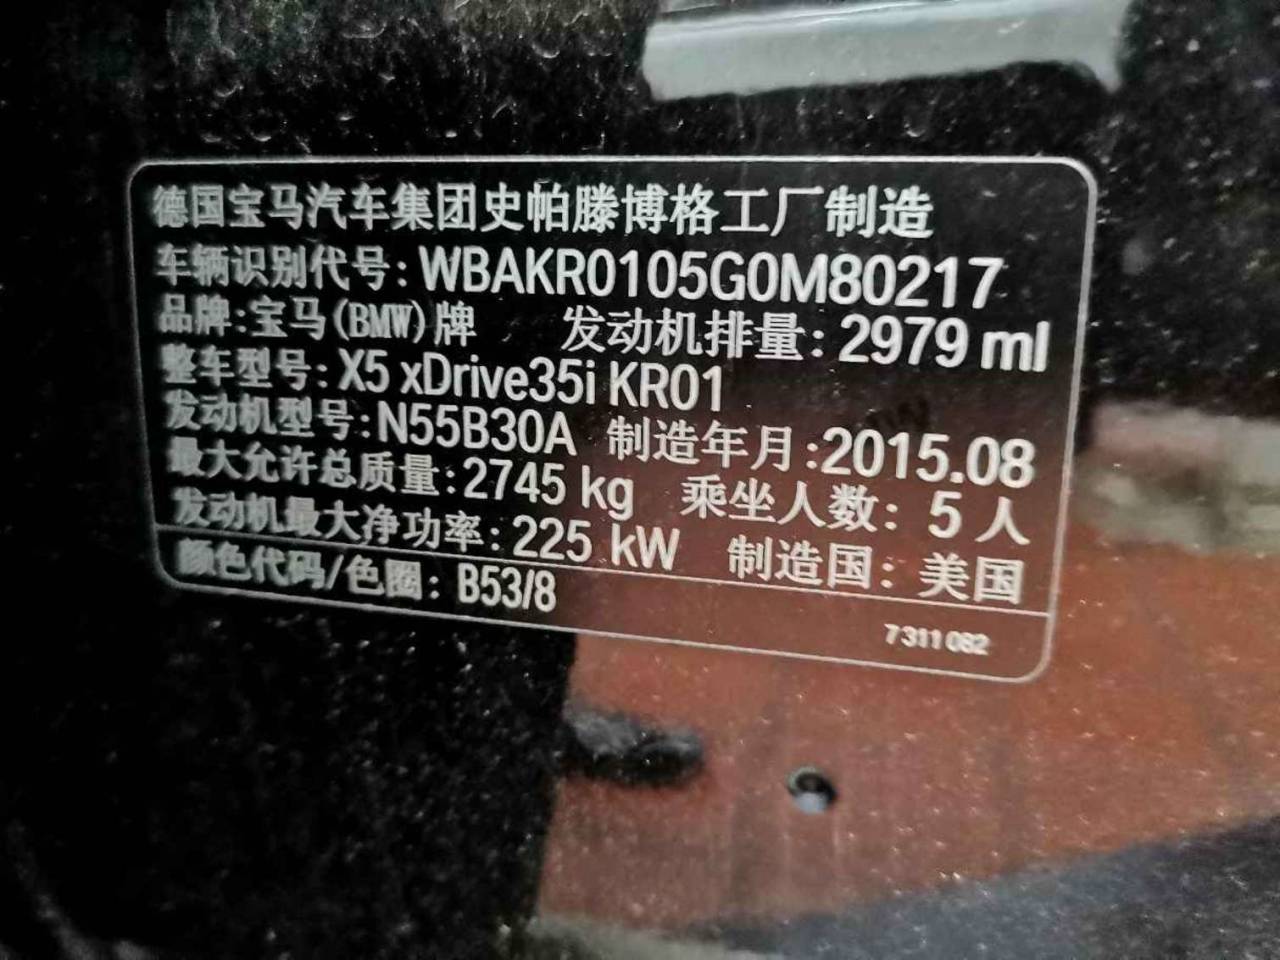 德国宝马汽车集团史帕滕博格工厂制造
车辆识别代号: WBAKR0105G0M80217
品牌:宝马(BMW)牌 发动机排量: 2979 ml
整车型号: X5 xDrive35i KR01
发动机型号: N55B30A 制造年月:2015.08
最大允许总质量:2745 kg 乘坐人数: 5 人
发动机最大净功率: 225 kW 制造国: 美国
颜色代码/色圈: B53/8
7311082